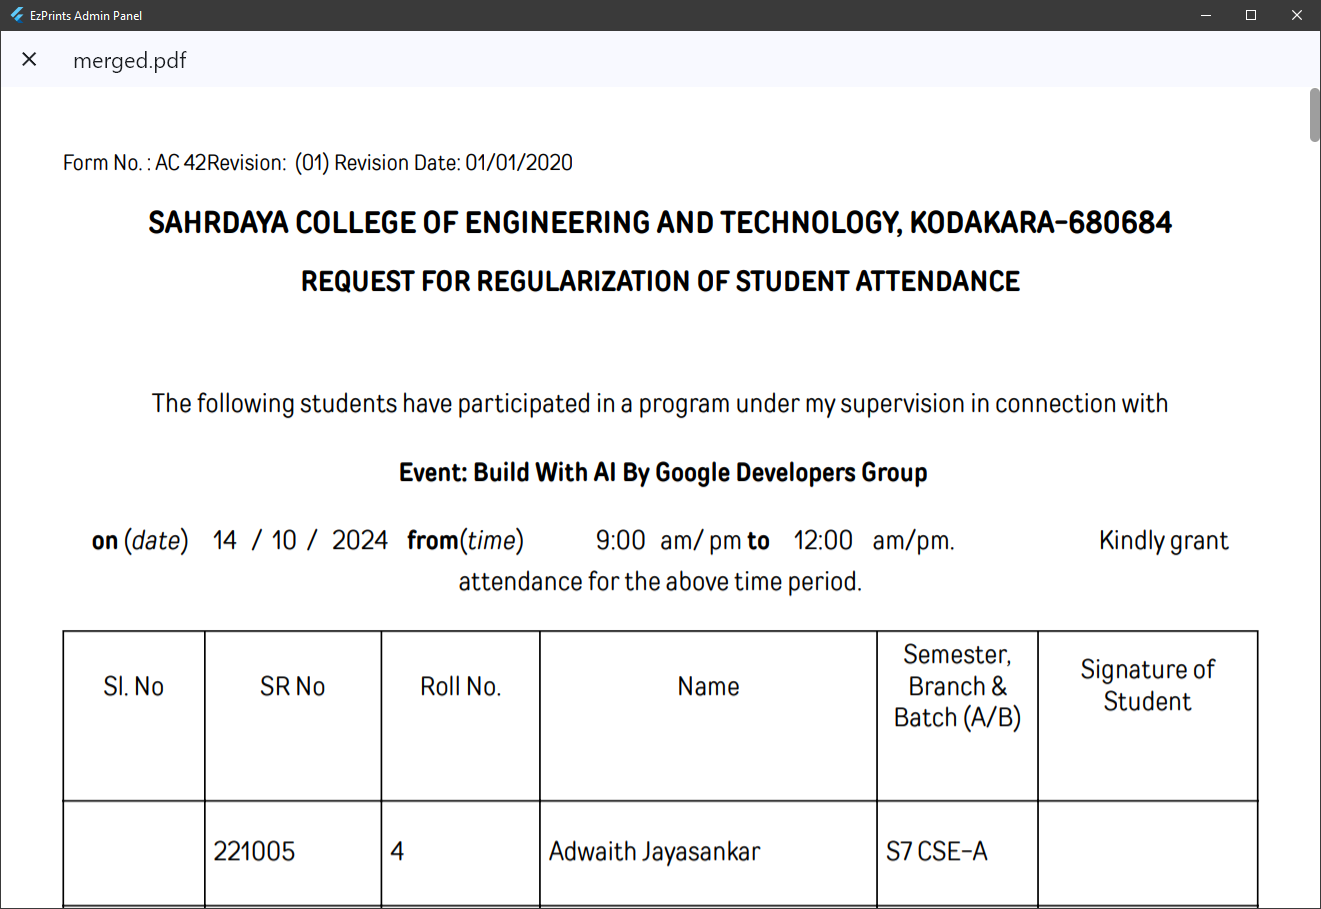 EzPrints Admin Panel
merged.pdf
Form No. : AC 42Revision:  (01) Revision Date: 01/01/2020
SAHRDAYA COLLEGE OF ENGINEERING AND TECHNOLOGY, KODAKARA-680684
REQUEST FOR REGULARIZATION OF STUDENT ATTENDANCE
The following students have participated in a program under my supervision in connection with
Event: Build With AI By Google Developers Group
on (date) 14 / 10 / 2024 from(time) 9:00 am/ pm to 12:00 am/pm. Kindly grant
attendance for the above time period.
Sl. No
SR No
Roll No.
Name
Semester,
Branch &
Batch (A/B)
Signature of
Student
221005
4
Adwaith Jayasankar
S7 CSE-A